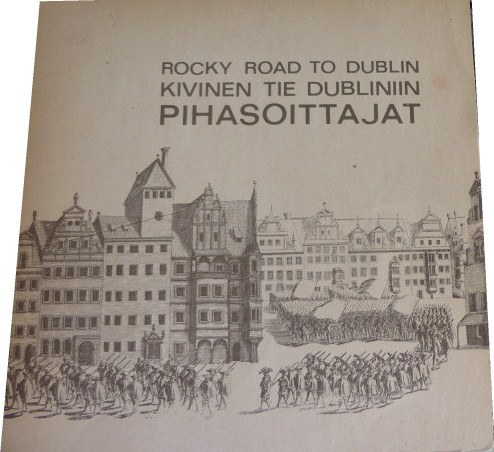 ROCKY ROAD TO DUBLIN
KIVINEN TIE DUBLINIIN
PIHASOITTAJAT